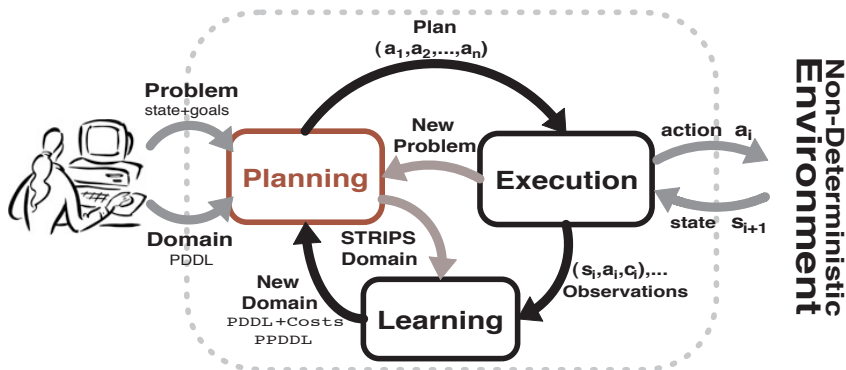 Plan
(a1,a2,...,an)
Problem
state+goals
New
Problem
action ai
Planning
Execution
state si+1
Domain
PDDL
STRIPS
Domain
(si,ai,ci),...
Observations
New
Domain
PDDL+Costs
PPDDL
Learning
Non-Deterministic
Environment